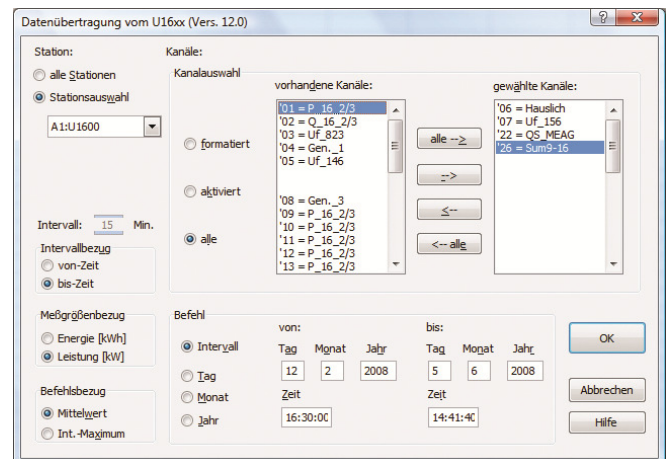 Datenübertragung vom U16xx (Vers. 12.0)
Station:
alle Stationen
Stationsauswahl
A1:U1600
Intervall: 15 Min.
Intervallbezug
von-Zeit
bis-Zeit
Meßgrößenbezug
Energie [kWh]
Leistung [kW]
Befehlsbezug
Mittelwert
Int.-Maximum
Kanäle:
Kanalauswahl
formatiert
aktiviert
alle
vorhandene Kanäle:
'01 = P_16_2/3
'02 = Q_16_2/3
'03 = Uf_823
'04 = Gen._1
'05 = Uf_146
'08 = Gen._3
'09 = P_16_2/3
'10 = P_16_2/3
'11 = P_16_2/3
'12 = P_16_2/3
'13 = P_16_2/3
alle -->
-->
<--
<-- alle
gewählte Kanäle:
'06 = Hauslich
'07 = Uf_156
'22 = QS_MEAG
'26 = Sum9-16
Befehl
Intervall
Tag
Monat
Jahr
von:
Tag Monat Jahr
12 2 2008
Zeit
16:30:00
bis:
Tag Monat Jahr
5 6 2008
Zeit
14:41:40
OK
Abbrechen
Hilfe